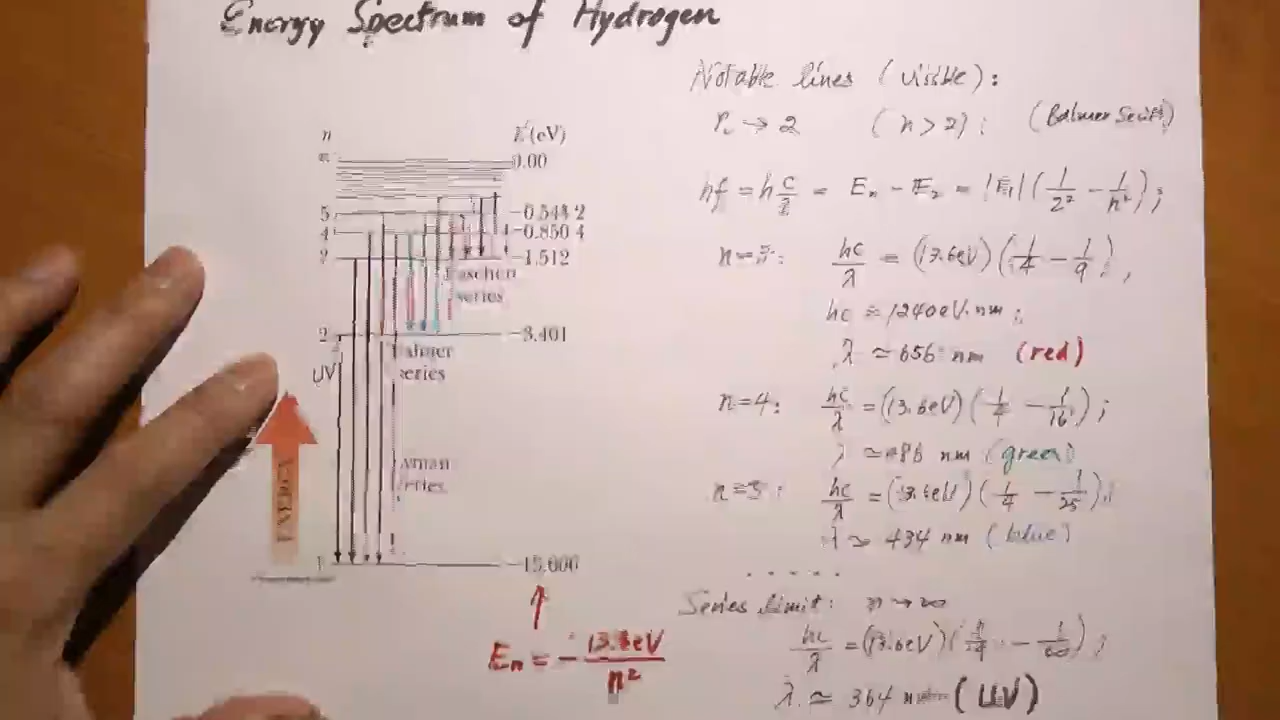 Energy Spectrum of Hydrogen
Notable lines (visible):
n → 2 (n > 2): (Balmer Series)
hf = h c/λ = En − E2 = |E1| (1/2² − 1/n²);
n E (eV)
∞ 0.00
5 −0.544 2
4 −0.850 4
3 −1.512
Paschen
series
2 −3.401
Balmer
series
UV
Lyman
series
ENERGY
1 −13.606
En = − 13.6eV/n²
n=3: hc/λ = (13.6eV)(1/4 − 1/9),
hc ≈ 1240eV·nm;
λ ≃ 656 nm (red)
n=4: hc/λ = (13.6eV)(1/4 − 1/16);
λ ≃ 486 nm (green)
n=5: hc/λ = (13.6eV)(1/4 − 1/25);
λ ≃ 434 nm (blue)
. . . . .
Series limit: n → ∞
hc/λ = (13.6eV)(1/4 − 1/∞);
λ ≃ 364 nm (UV)